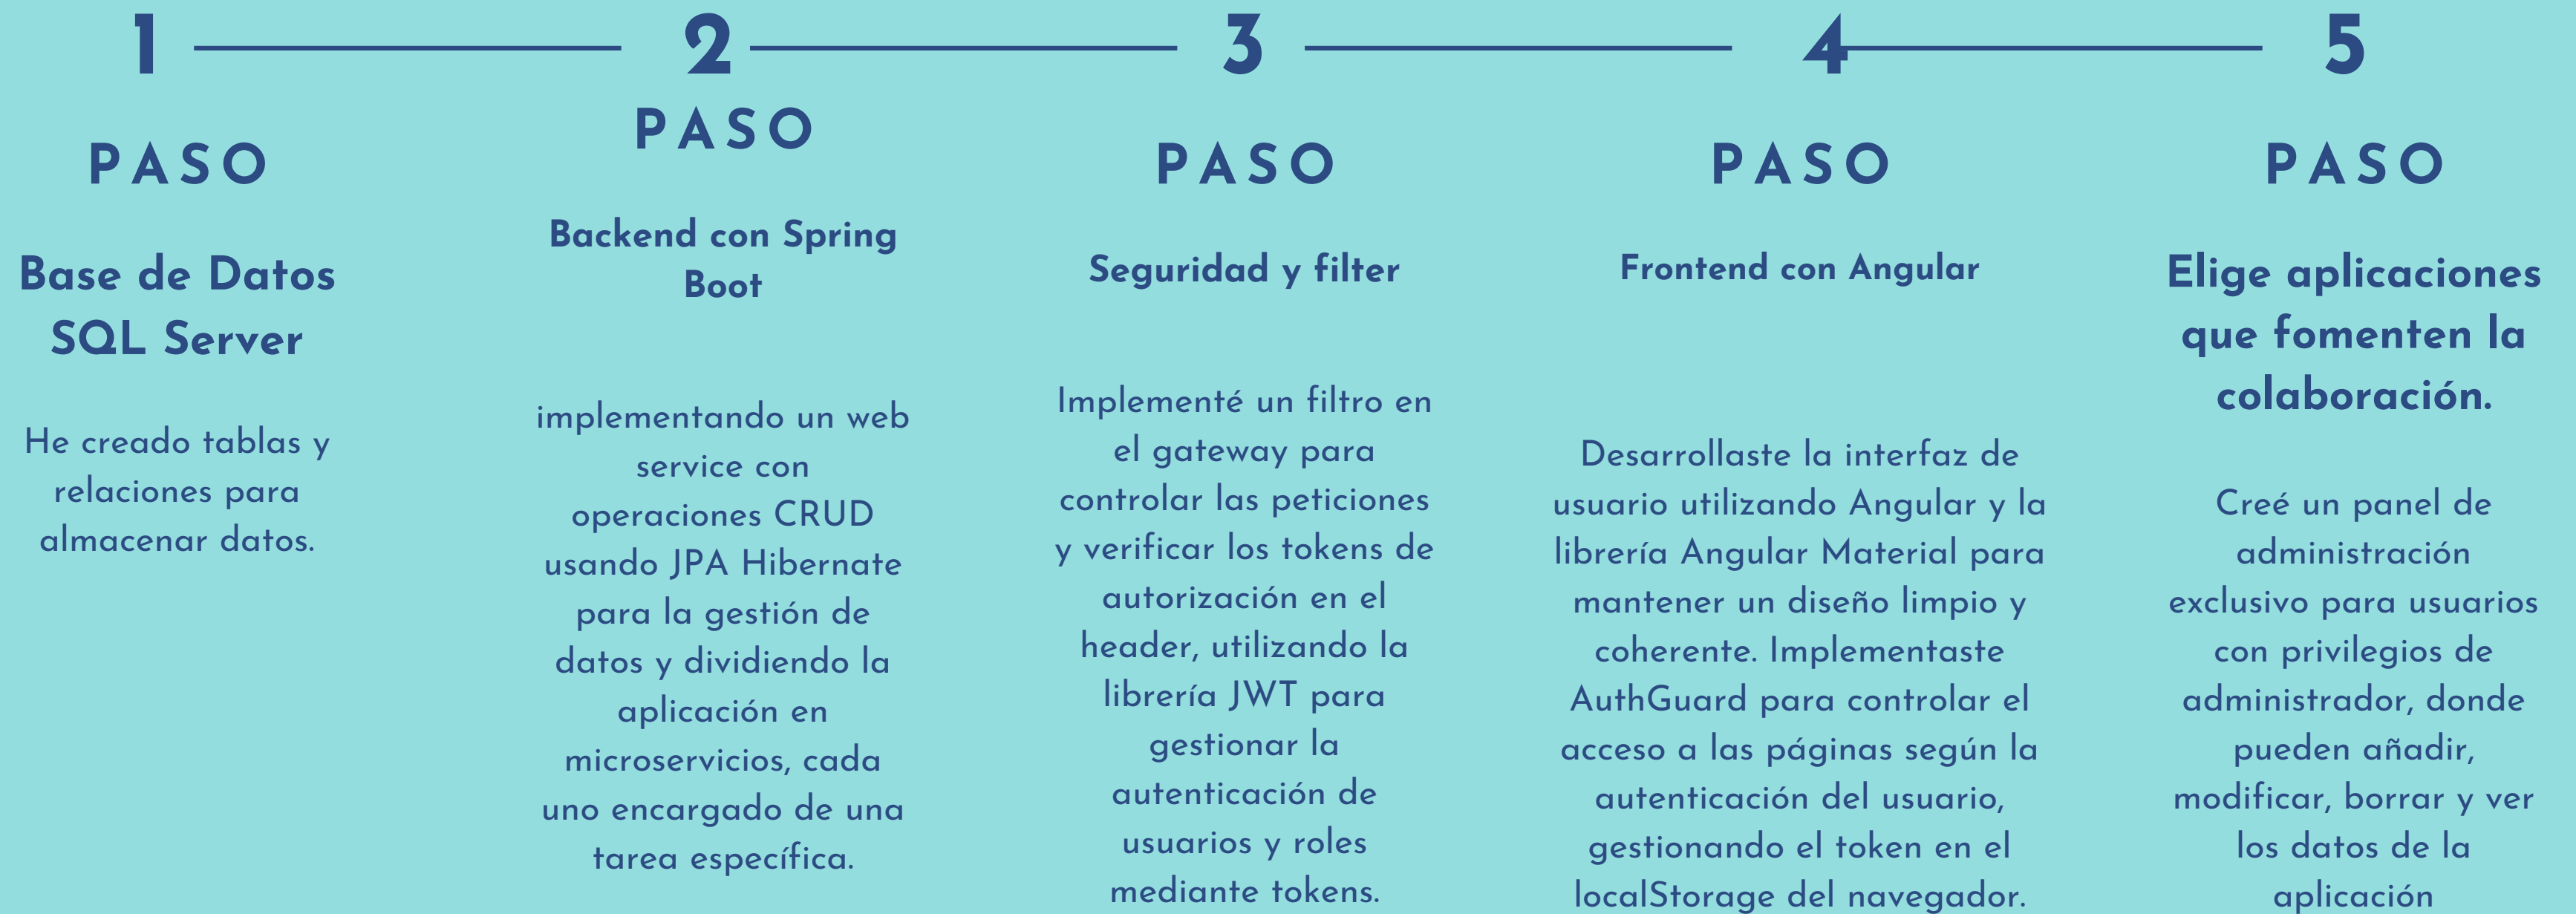 1
PASO
Base de Datos
SQL Server
He creado tablas y
relaciones para
almacenar datos.
2
PASO
Backend con Spring
Boot
implementando un web
service con
operaciones CRUD
usando JPA Hibernate
para la gestión de
datos y dividiendo la
aplicación en
microservicios, cada
uno encargado de una
tarea específica.
3
PASO
Seguridad y filter
Implementé un filtro en
el gateway para
controlar las peticiones
y verificar los tokens de
autorización en el
header, utilizando la
librería JWT para
gestionar la
autenticación de
usuarios y roles
mediante tokens.
4
PASO
Frontend con Angular
Desarrollaste la interfaz de
usuario utilizando Angular y la
librería Angular Material para
mantener un diseño limpio y
coherente. Implementaste
AuthGuard para controlar el
acceso a las páginas según la
autenticación del usuario,
gestionando el token en el
localStorage del navegador.
5
PASO
Elige aplicaciones
que fomenten la
colaboración.
Creé un panel de
administración
exclusivo para usuarios
con privilegios de
administrador, donde
pueden añadir,
modificar, borrar y ver
los datos de la
aplicación